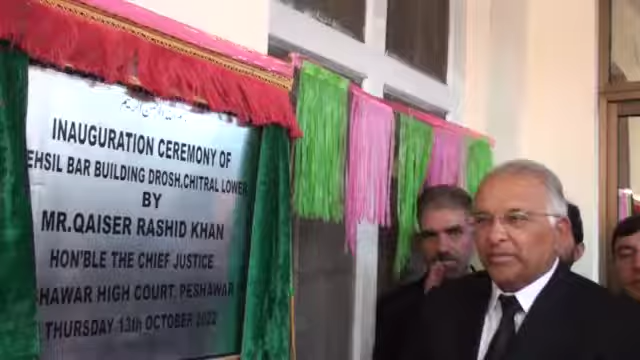 INAUGURATION CEREMONY OF
EHSIL BAR BUILDING DROSH, CHITRAL LOWER
BY
MR.QAISER RASHID KHAN
HON'BLE THE CHIEF JUSTICE
SHAWAR HIGH COURT, PESHAWAR
THURSDAY 13th OCTOBER 2022